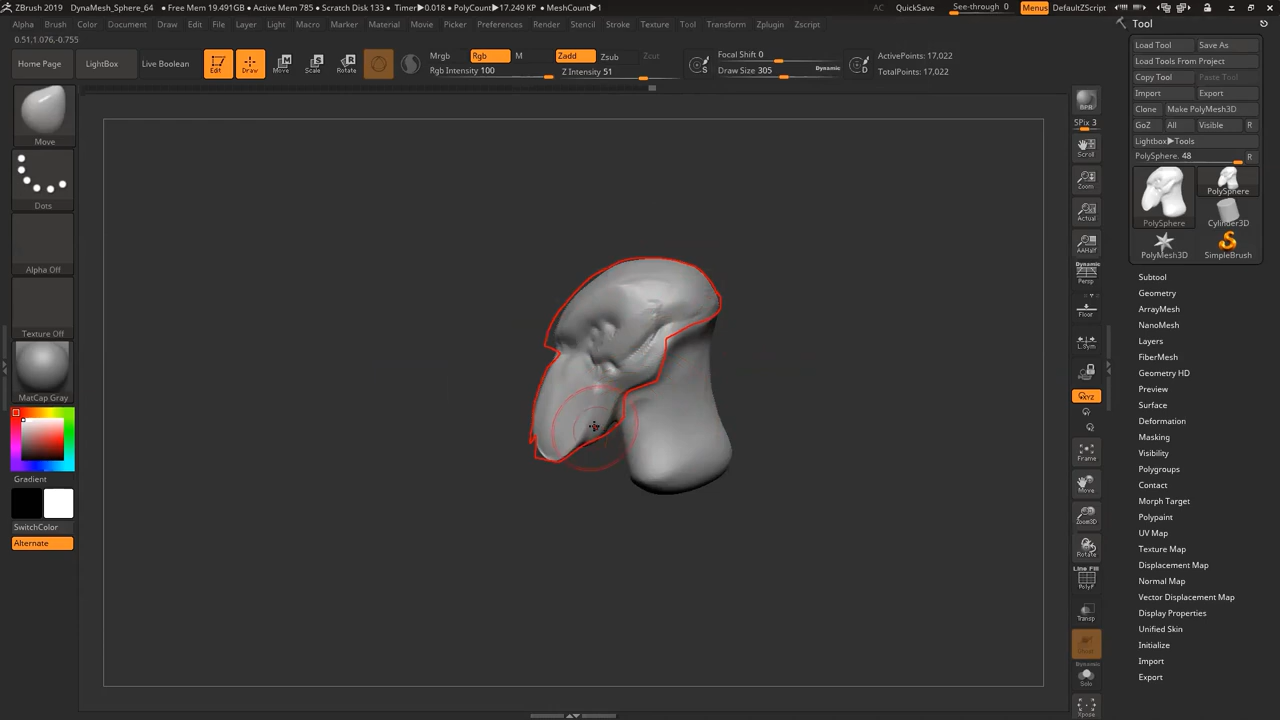 ZBrush 2019 DynaMesh_Sphere_64 • Free Mem 19.491GB • Active Mem 785 • Scratch Disk 133 • Timer▶0.018 • PolyCount▶17.249 KP • MeshCount▶1 AC QuickSave See-through 0 Menus DefaultZScript
Alpha Brush Color Document Draw Edit File Layer Light Macro Marker Material Movie Picker Preferences Render Stencil Stroke Texture Tool Transform Zplugin Zscript Tool
0.51,1.076,-0.755
Home Page LightBox Live Boolean Edit Draw Move Scale Rotate
Mrgb Rgb M Zadd Zsub Zcut
Rgb Intensity 100 Z Intensity 51
Focal Shift 0
Draw Size 305 Dynamic
ActivePoints: 17,022
TotalPoints: 17,022
S
D
Move
Dots
Alpha Off
Texture Off
MatCap Gray
Gradient
SwitchColor
Alternate
BPR
SPix 3
Scroll
Zoom
Actual
AAHalf
Dynamic
Persp
Floor
L.Sym
XYZ
Frame
Move
Zoom3D
Rotate
Line Fill
PolyF
Transp
Dynamic
Solo
Xpose
Load Tool Save As
Load Tools From Project
Copy Tool Paste Tool
Import Export
Clone Make PolyMesh3D
GoZ All Visible R
Lightbox▶Tools
PolySphere. 48 R
PolySphere PolySphere
Cylinder3D
PolyMesh3D SimpleBrush
Subtool
Geometry
ArrayMesh
NanoMesh
Layers
FiberMesh
Geometry HD
Preview
Surface
Deformation
Masking
Visibility
Polygroups
Contact
Morph Target
Polypaint
UV Map
Texture Map
Displacement Map
Normal Map
Vector Displacement Map
Display Properties
Unified Skin
Initialize
Import
Export